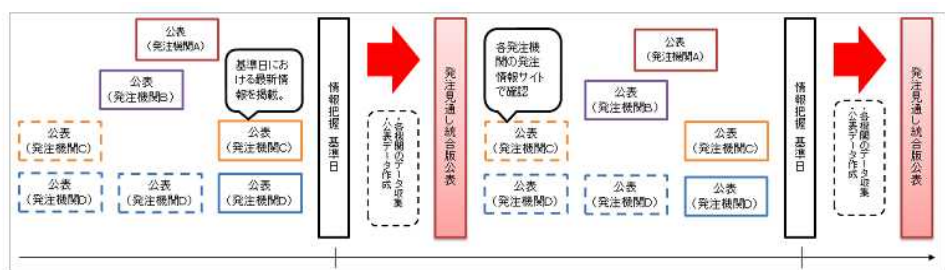 公表
(発注機関A)
公表
(発注機関B)
基準日にお
ける最新情
報を掲載。
公表
(発注機関C)
公表
(発注機関C)
公表
(発注機関D)
公表
(発注機関D)
公表
(発注機関D)
情報把握 基準日
・各機関のデータ収集
・公表データ作成
発注見通し統合版公表
各発注機
関の発注
情報サイト
で確認
公表
(発注機関A)
公表
(発注機関B)
公表
(発注機関C)
公表
(発注機関C)
公表
(発注機関D)
公表
(発注機関D)
公表
(発注機関D)
情報把握 基準日
・各機関のデータ収集
・公表データ作成
発注見通し統合版公表